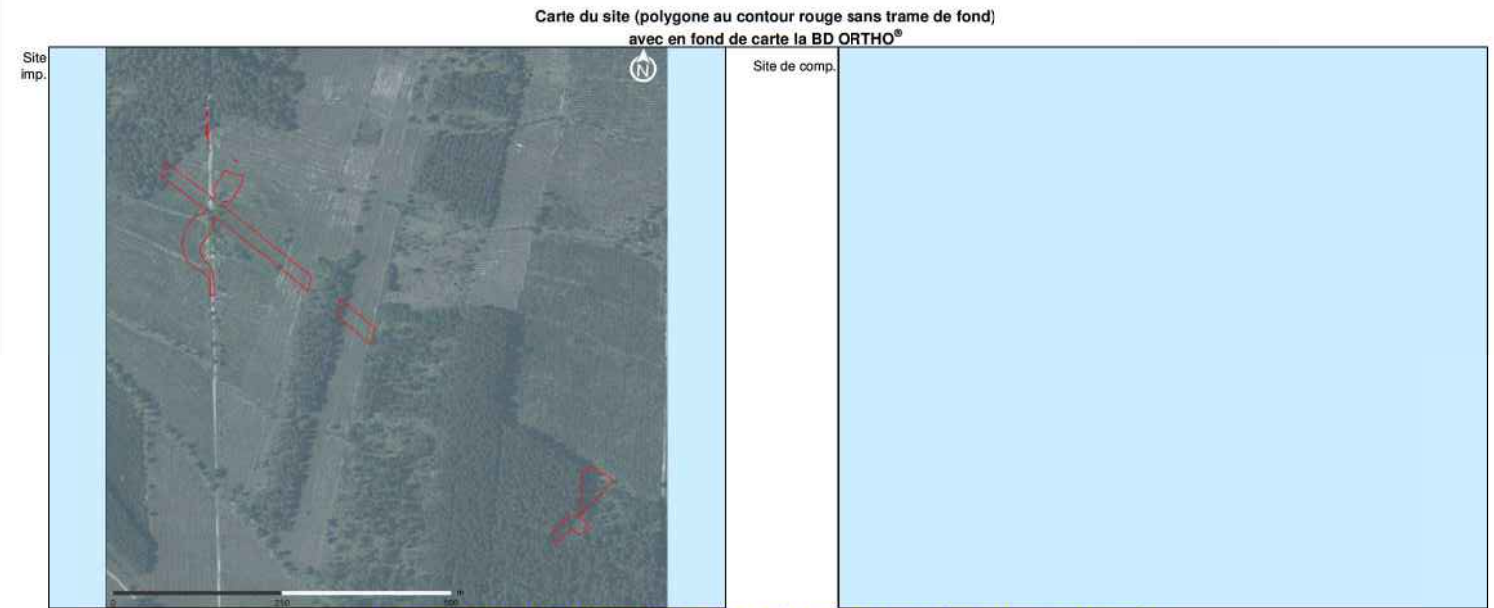 Carte du site (polygone au contour rouge sans trame de fond)
avec en fond de carte la BD ORTHO®
Site
imp.
N
Site de comp.
0 250 500 m